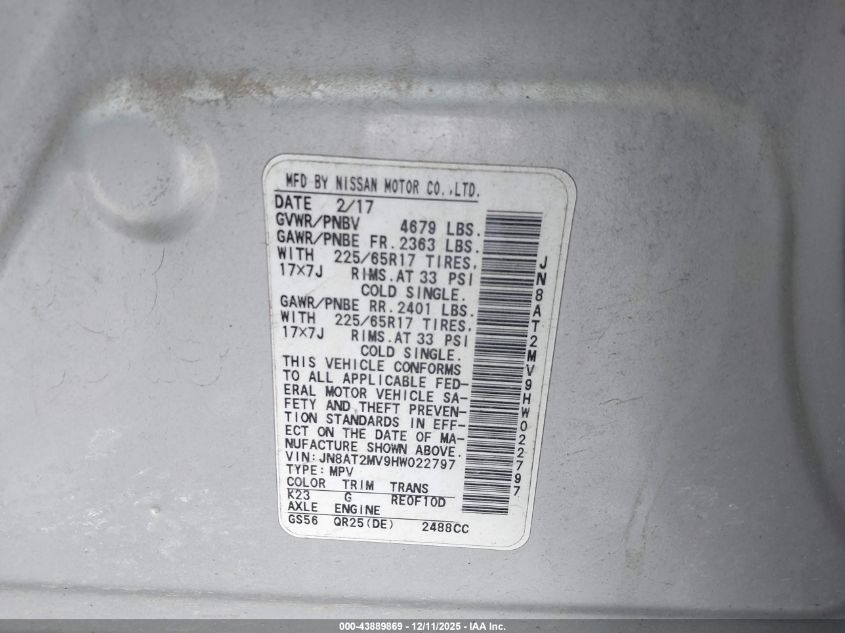 MFD BY NISSAN MOTOR CO.,LTD.
DATE 2/17
GVWR/PNBV 4679 LBS.
GAWR/PNBE FR. 2363 LBS.
WITH 225/65R17 TIRES,
17×7J RIMS.AT 33 PSI
COLD SINGLE.
GAWR/PNBE RR. 2401 LBS.
WITH 225/65R17 TIRES,
17×7J RIMS.AT 33 PSI
COLD SINGLE.
THIS VEHICLE CONFORMS
TO ALL APPLICABLE FED-
ERAL MOTOR VEHICLE SA-
FETY AND THEFT PREVEN-
TION STANDARDS IN EFF-
ECT ON THE DATE OF MA-
NUFACTURE SHOWN ABOVE.
VIN:JN8AT2MV9HW022797
TYPE:MPV
COLOR TRIM TRANS
K23 G RE0F10D
AXLE ENGINE
GS56 QR25(DE) 2488CC
JN8AT2MV9HW022797
000-43889869 - 12/11/2025 - IAA Inc.